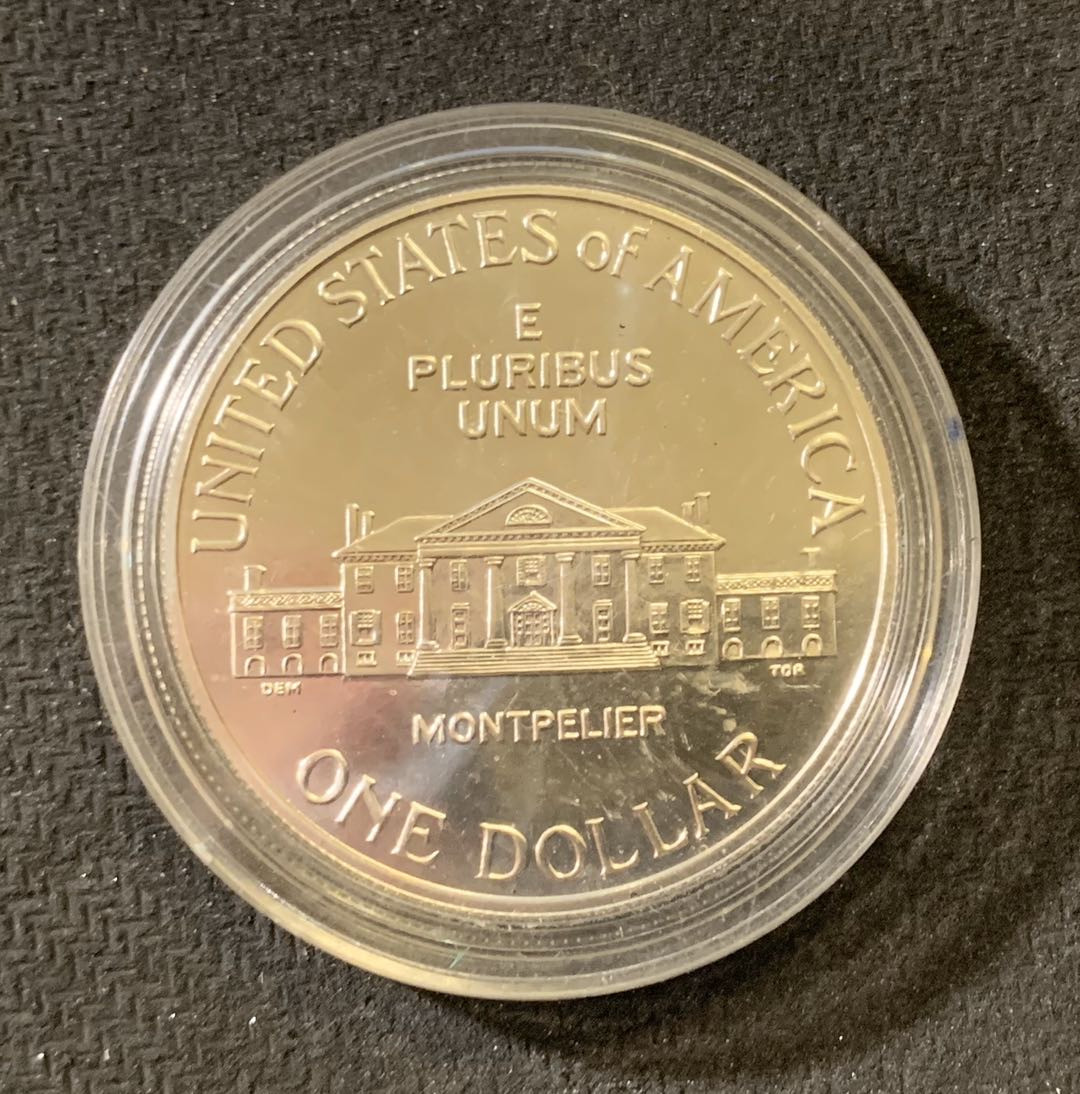 UNITED STATES of AMERICA
E
PLURIBUS
UNUM
DEM
TDR
MONTPELIER
ONE DOLLAR